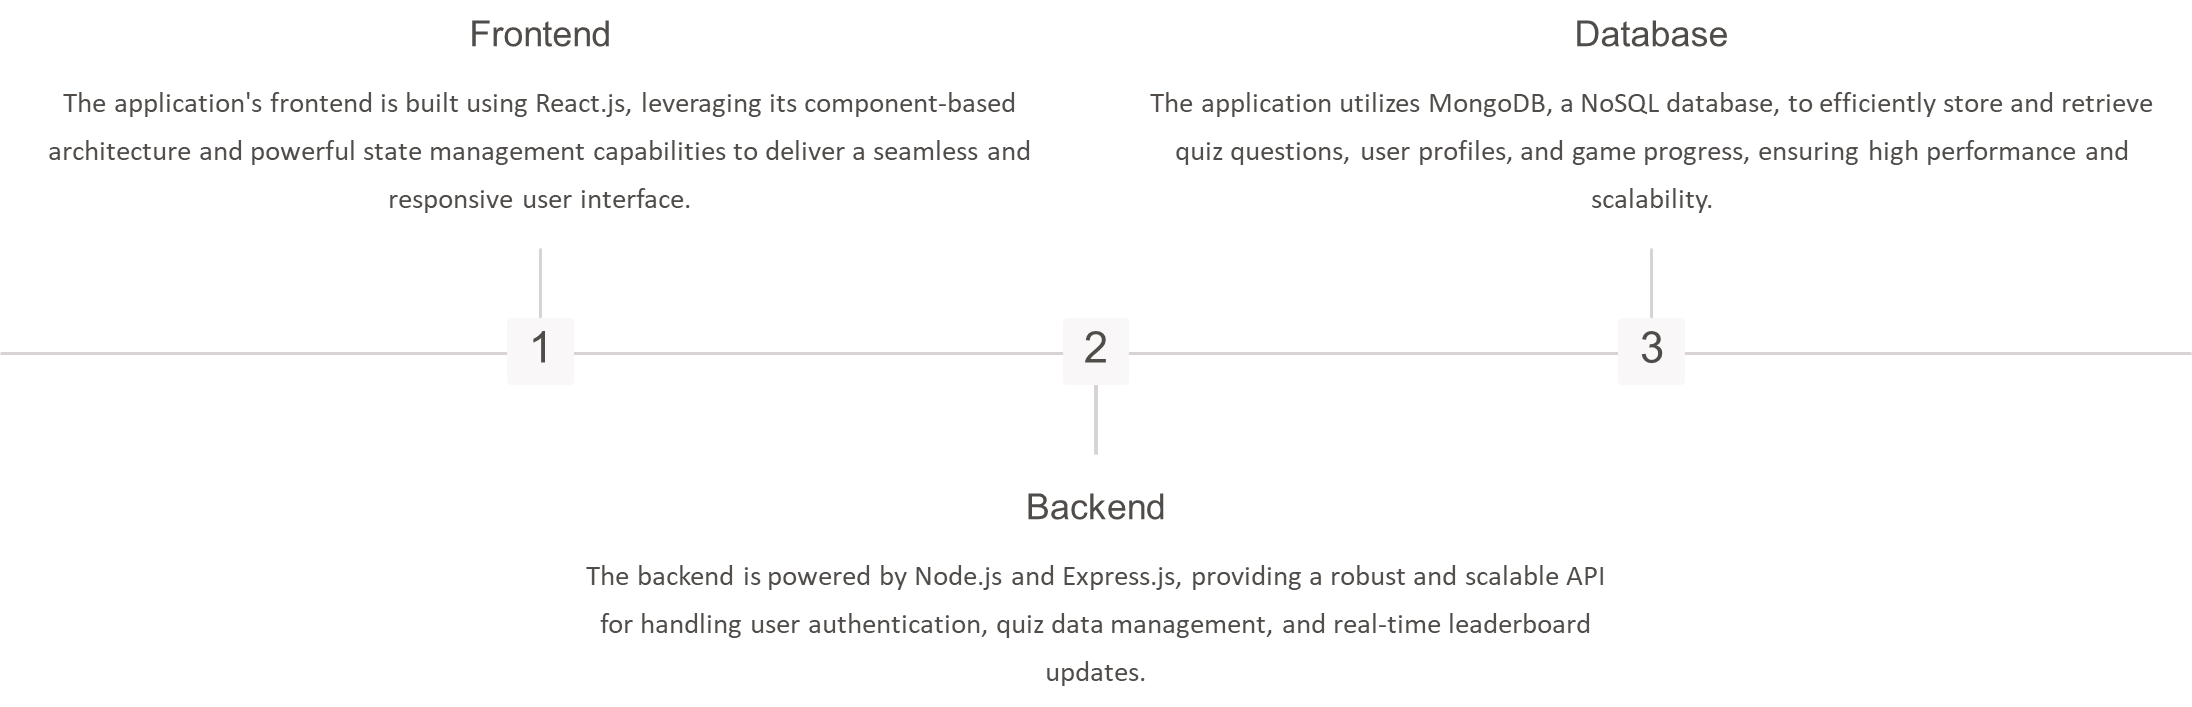 Frontend
The application's frontend is built using React.js, leveraging its component-based
architecture and powerful state management capabilities to deliver a seamless and
responsive user interface.
1
2
Backend
The backend is powered by Node.js and Express.js, providing a robust and scalable API
for handling user authentication, quiz data management, and real-time leaderboard
updates.
Database
The application utilizes MongoDB, a NoSQL database, to efficiently store and retrieve
quiz questions, user profiles, and game progress, ensuring high performance and
scalability.
3